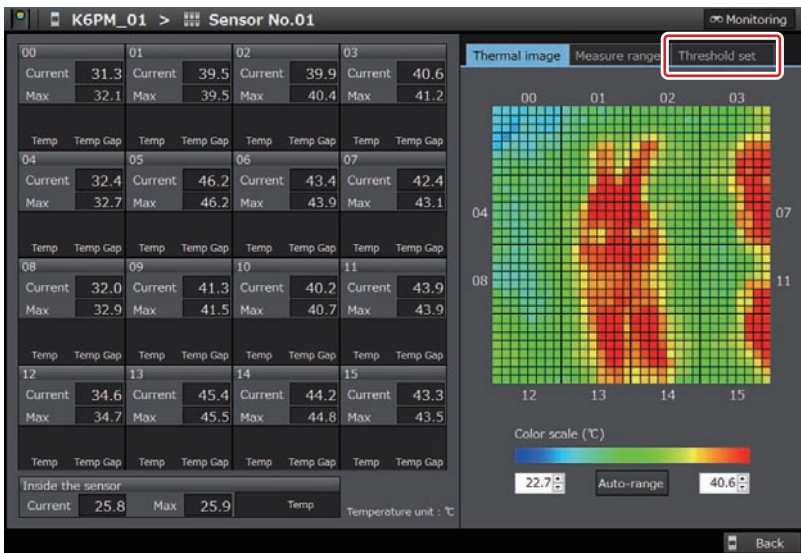 K6PM_01 > Sensor No.01 Monitoring
Thermal image Measure range Threshold set
00 01 02 03
Current 31.3 Current 39.5 Current 39.9 Current 40.6
Max 32.1 Max 39.5 Max 40.4 Max 41.2
Temp Temp Gap Temp Temp Gap Temp Temp Gap Temp Temp Gap
04 05 06 07
Current 32.4 Current 46.2 Current 43.4 Current 42.4
Max 32.7 Max 46.2 Max 43.9 Max 43.1
Temp Temp Gap Temp Temp Gap Temp Temp Gap Temp Temp Gap
08 09 10 11
Current 32.0 Current 41.3 Current 40.2 Current 43.9
Max 32.9 Max 41.5 Max 40.7 Max 43.9
Temp Temp Gap Temp Temp Gap Temp Temp Gap Temp Temp Gap
12 13 14 15
Current 34.6 Current 45.4 Current 44.2 Current 43.3
Max 34.7 Max 45.5 Max 44.8 Max 43.5
Temp Temp Gap Temp Temp Gap Temp Temp Gap Temp Temp Gap
Inside the sensor
Current 25.8 Max 25.9 Temp Temperature unit : ℃
00 01 02 03
04 07
08 11
12 13 14 15
Color scale (℃)
22.7 Auto-range 40.6
Back